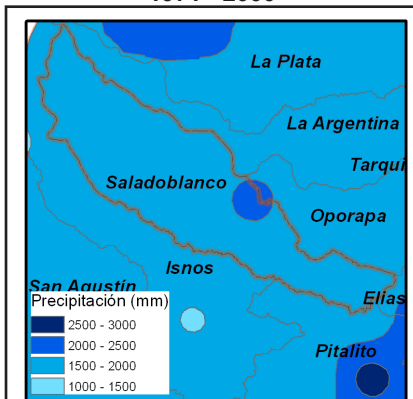 La Plata
La Argentina
Tarqui
Saladoblanco
Oporapa
Isnos
San Agustín
Elías
Precipitación (mm)
2500 - 3000
2000 - 2500
1500 - 2000
1000 - 1500
Pitalito